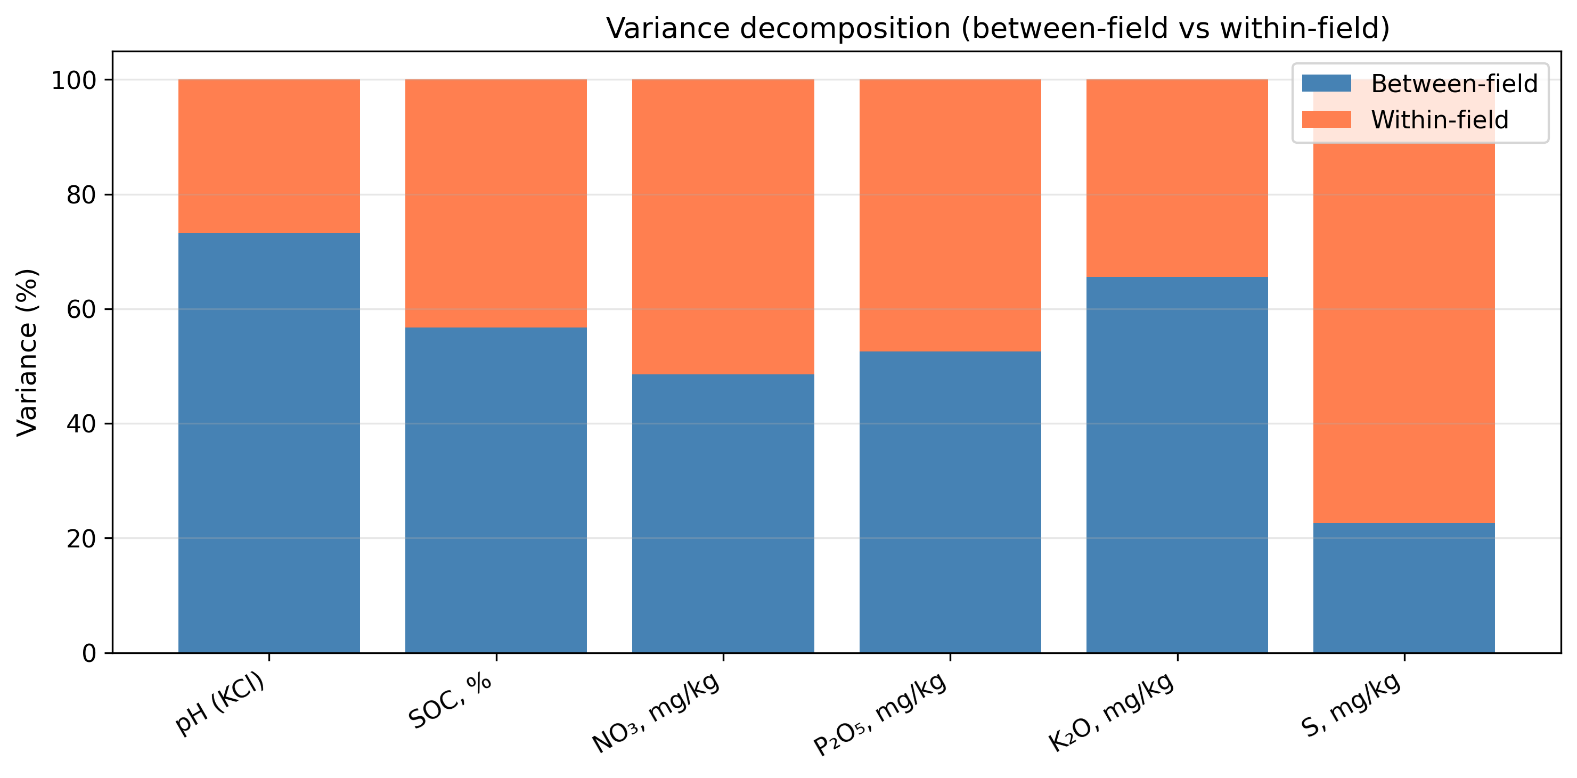 Variance decomposition (between-field vs within-field)
Between-field
Within-field
Variance (%)
100
80
60
40
20
0
pH (KCl)
SOC, %
NO₃, mg/kg
P₂O₅, mg/kg
K₂O, mg/kg
S, mg/kg